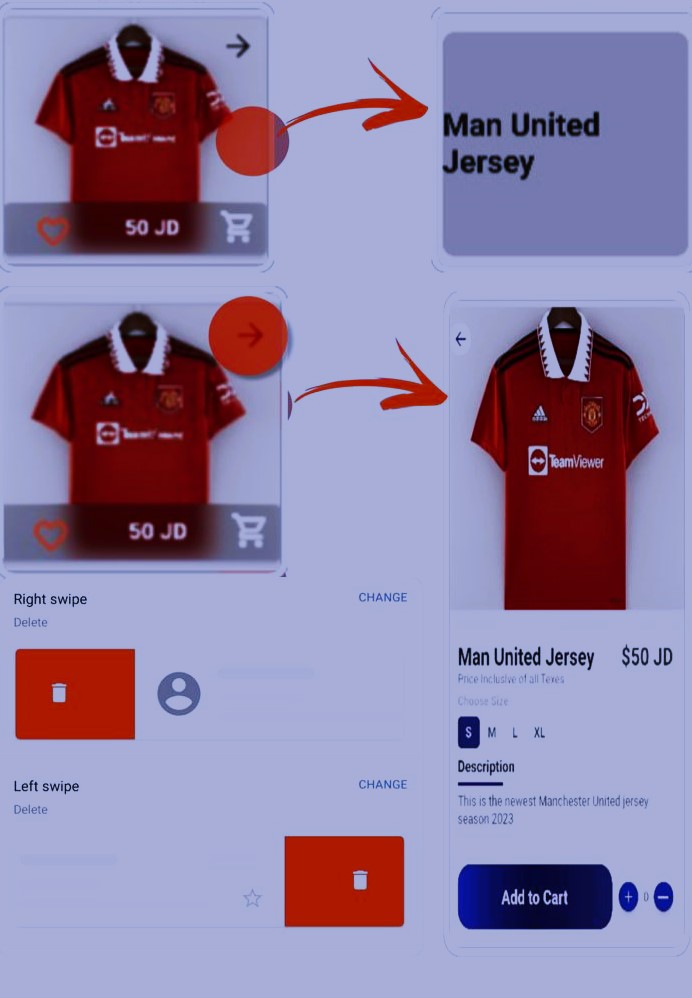 50 JD
Man United
Jersey
50 JD
TeamViewer
Man United Jersey
$50 JD
Price Inclusive of all Texes
Choose Size
S M L XL
Description
This is the newest Manchester United jersey
season 2023
Add to Cart
+ 0 −
Right swipe
CHANGE
Delete
Left swipe
CHANGE
Delete